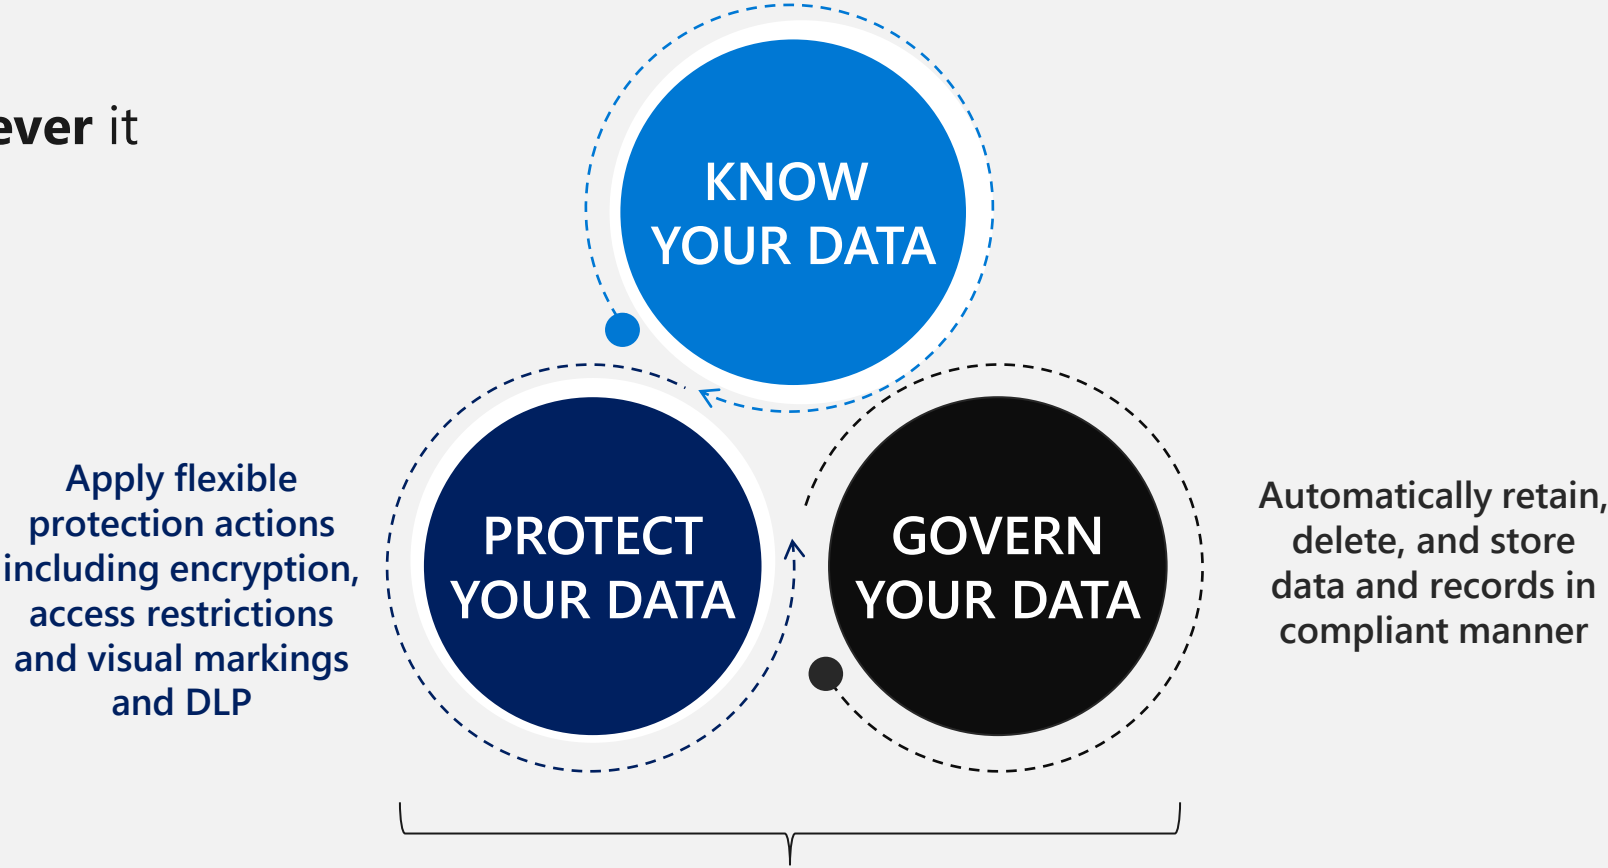 ever it
KNOW
YOUR DATA
Apply flexible
protection actions
including encryption,
access restrictions
and visual markings
and DLP
PROTECT
YOUR DATA
GOVERN
YOUR DATA
Automatically retain,
delete, and store
data and records in
compliant manner